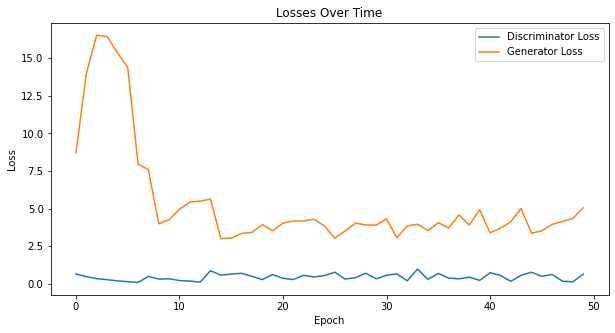 Losses Over Time
Discriminator Loss
Generator Loss
Loss
15.0
12.5
10.0
7.5
5.0
2.5
0.0
0 10 20 30 40 50
Epoch